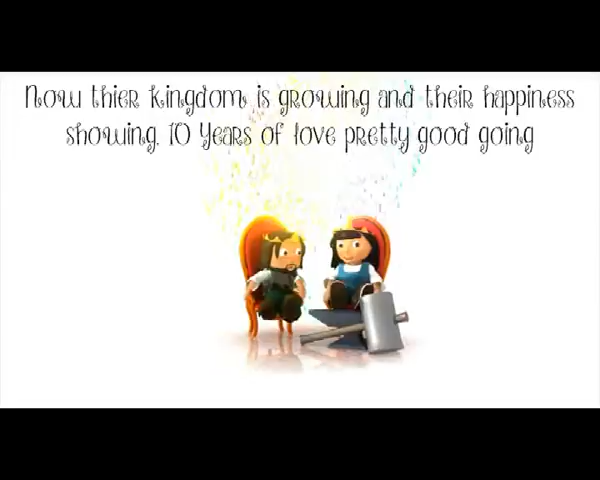 Now thier kingdom is growing and their happiness
showing. 10 Years of love pretty good going